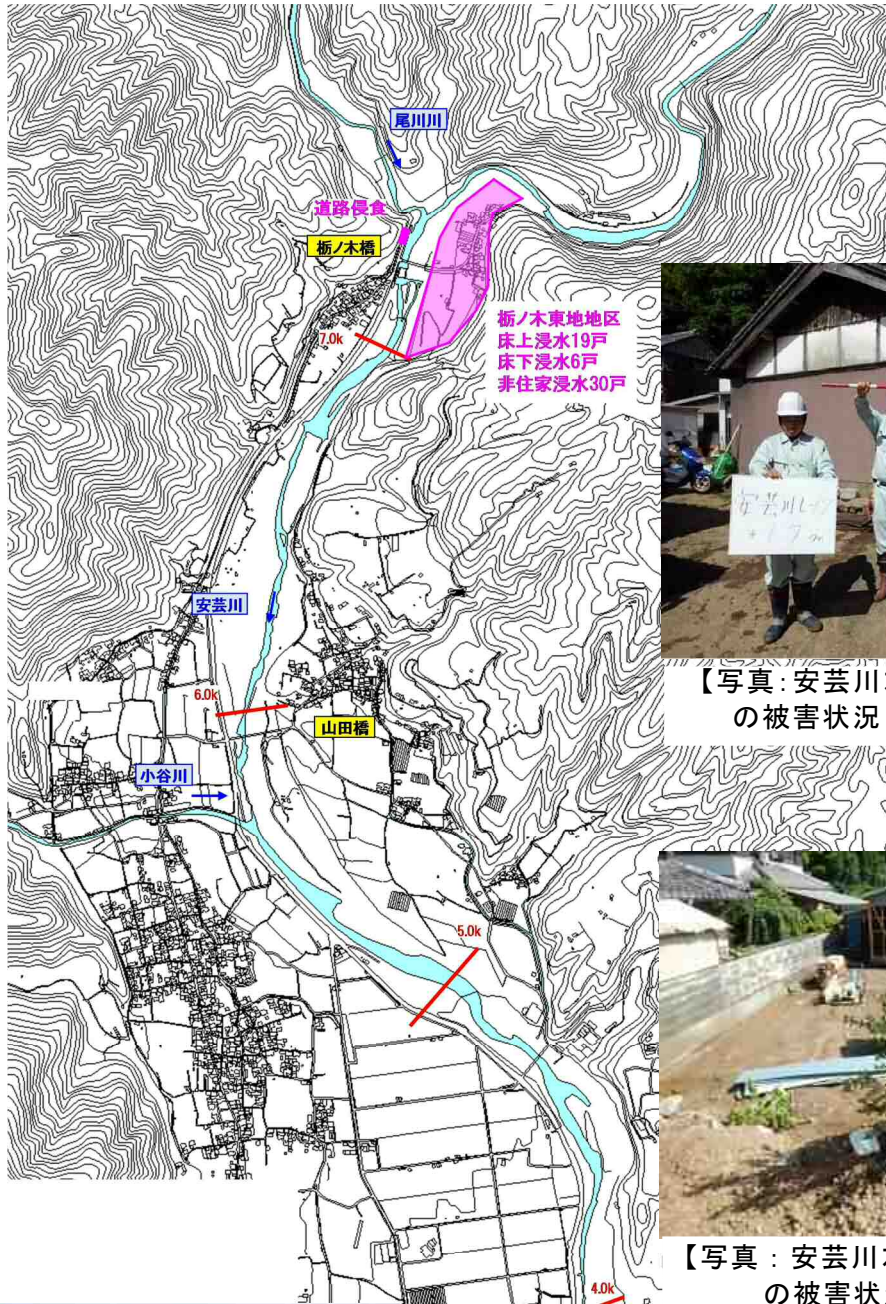 尾川川
道路侵食
栃ノ木橋
栃ノ木東地地区
床上浸水19戸
床下浸水6戸
非住家浸水30戸
7.0k
安芸川
6.0k
山田橋
小谷川
5.0k
4.0k
安芸川
【写真:安芸川
の被害状況
【写真:安芸川
の被害状